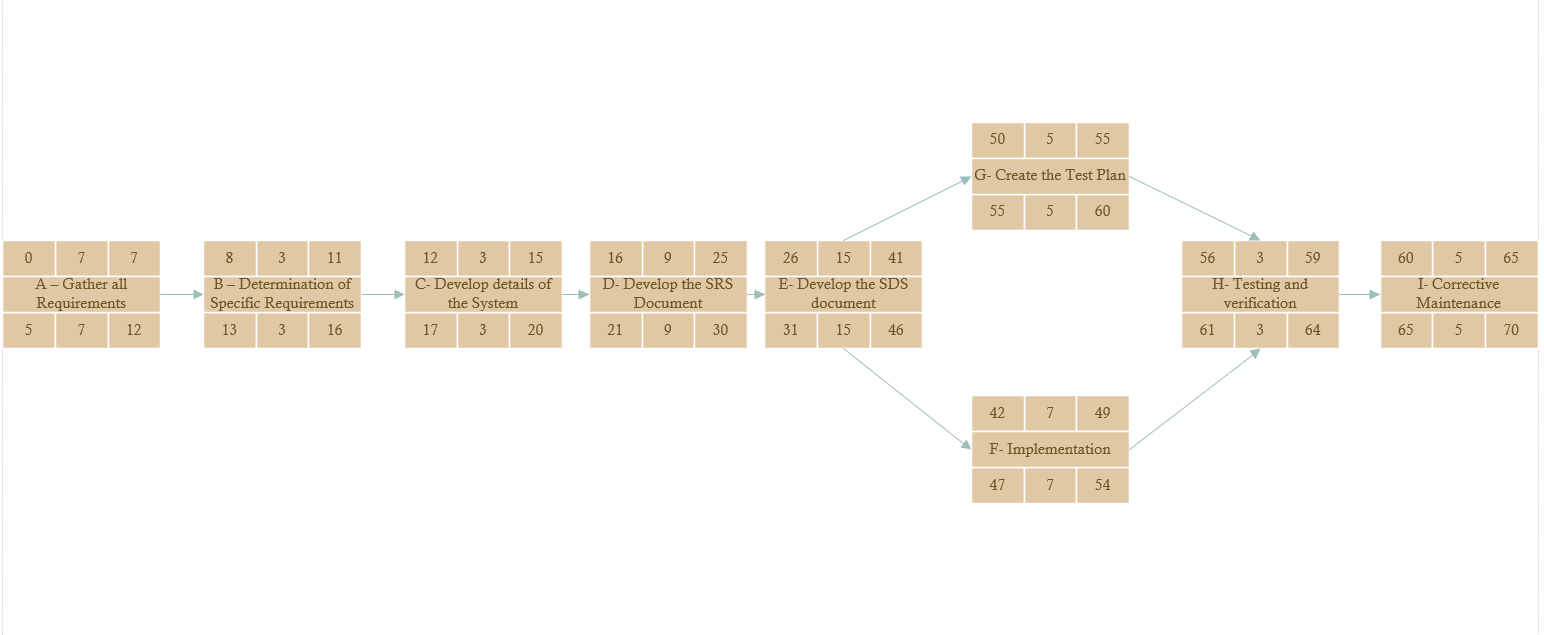 0 7 7
A – Gather all
Requirements
5 7 12
8 3 11
B – Determination of
Specific Requirements
13 3 16
12 3 15
C- Develop details of
the System
17 3 20
16 9 25
D- Develop the SRS
Document
21 9 30
26 15 41
E- Develop the SDS
document
31 15 46
50 5 55
G- Create the Test Plan
55 5 60
42 7 49
F- Implementation
47 7 54
56 3 59
H- Testing and
verification
61 3 64
60 5 65
I- Corrective
Maintenance
65 5 70